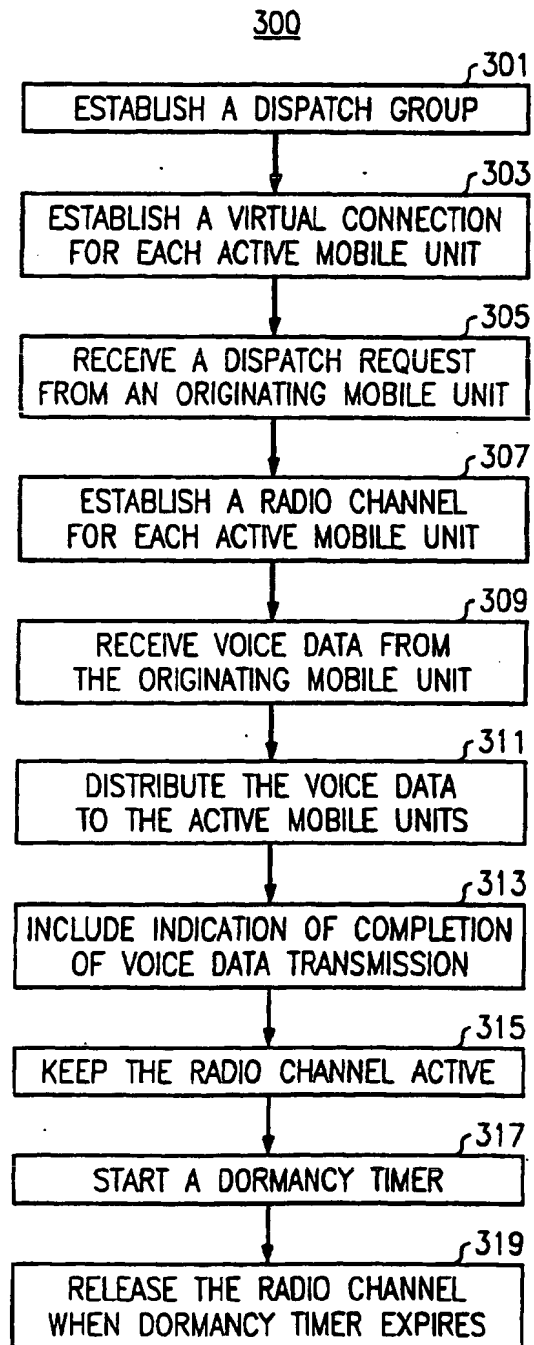 300
301
ESTABLISH A DISPATCH GROUP
303
ESTABLISH A VIRTUAL CONNECTION
FOR EACH ACTIVE MOBILE UNIT
305
RECEIVE A DISPATCH REQUEST
FROM AN ORIGINATING MOBILE UNIT
307
ESTABLISH A RADIO CHANNEL
FOR EACH ACTIVE MOBILE UNIT
309
RECEIVE VOICE DATA FROM
THE ORIGINATING MOBILE UNIT
311
DISTRIBUTE THE VOICE DATA
TO THE ACTIVE MOBILE UNITS
313
INCLUDE INDICATION OF COMPLETION
OF VOICE DATA TRANSMISSION
315
KEEP THE RADIO CHANNEL ACTIVE
317
START A DORMANCY TIMER
319
RELEASE THE RADIO CHANNEL
WHEN DORMANCY TIMER EXPIRES